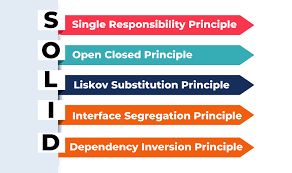 S Single Responsibility Principle
O Open Closed Principle
L Liskov Substitution Principle
I Interface Segregation Principle
D Dependency Inversion Principle